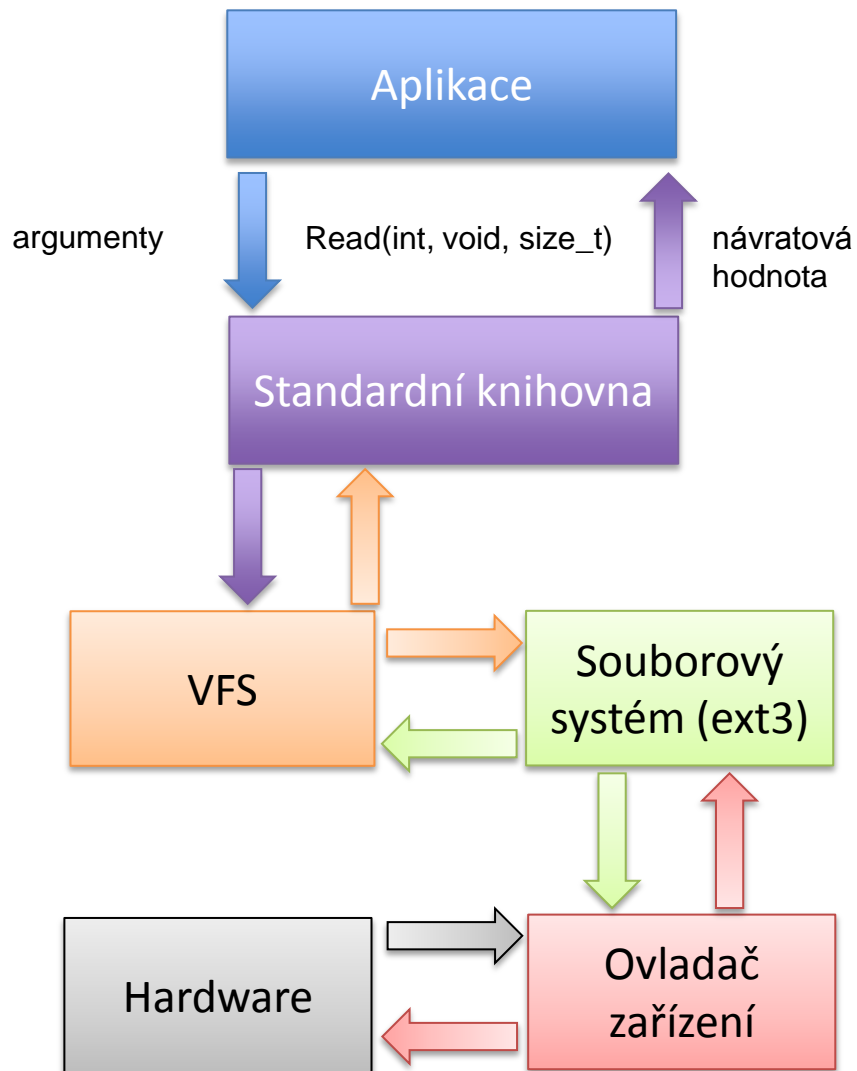 Aplikace
argumenty
Read(int, void, size_t)
návratová
hodnota
Standardní knihovna
VFS
Souborový
systém (ext3)
Hardware
Ovladač
zařízení